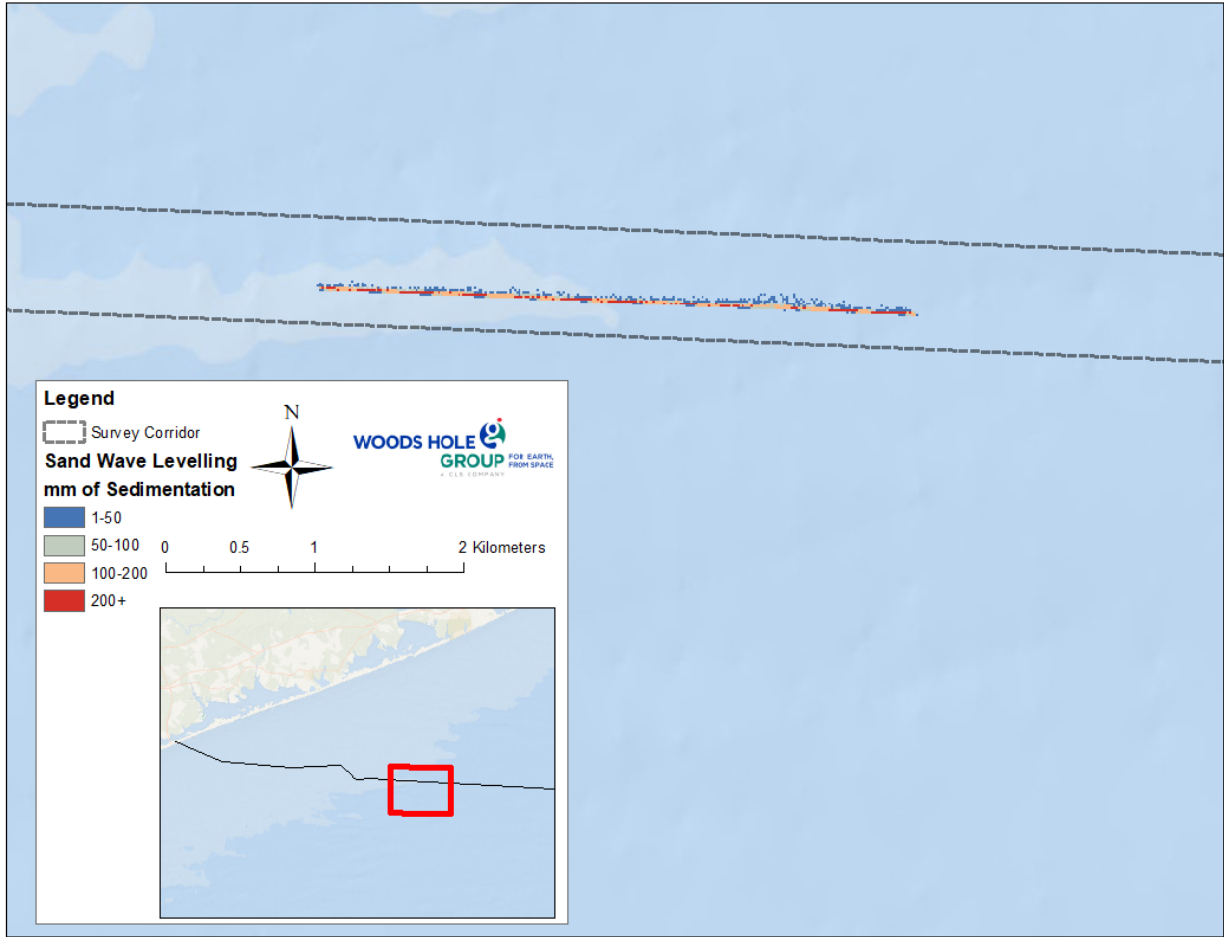 Legend
N
Survey Corridor
WOODS HOLE
GROUP
FOR EARTH,
FROM SPACE
A CLS COMPANY
Sand Wave Levelling
mm of Sedimentation
1-50
50-100
100-200
200+
0 0.5 1 2 Kilometers